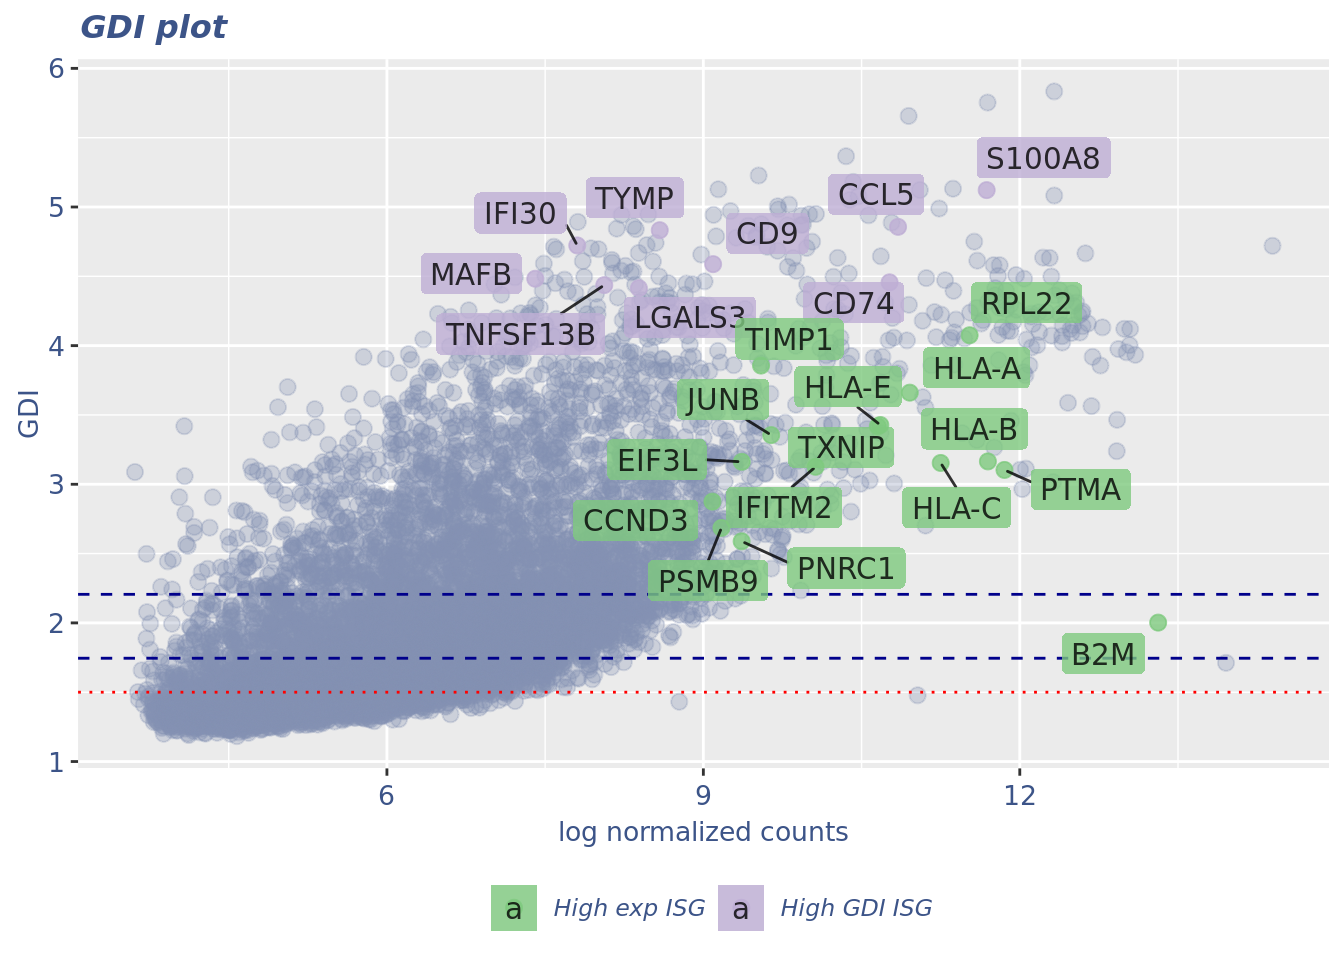 GDI plot
6
5
4
3
2
1
GDI
S100A8
CCL5
TYMP
IFI30
CD9
MAFB
CD74
RPL22
LGALS3
TNFSF13B
TIMP1
HLA-A
HLA-E
JUNB
HLA-B
TXNIP
EIF3L
PTMA
IFITM2
HLA-C
CCND3
PNRC1
PSMB9
B2M
6 9 12
log normalized counts
a High exp ISG a High GDI ISG